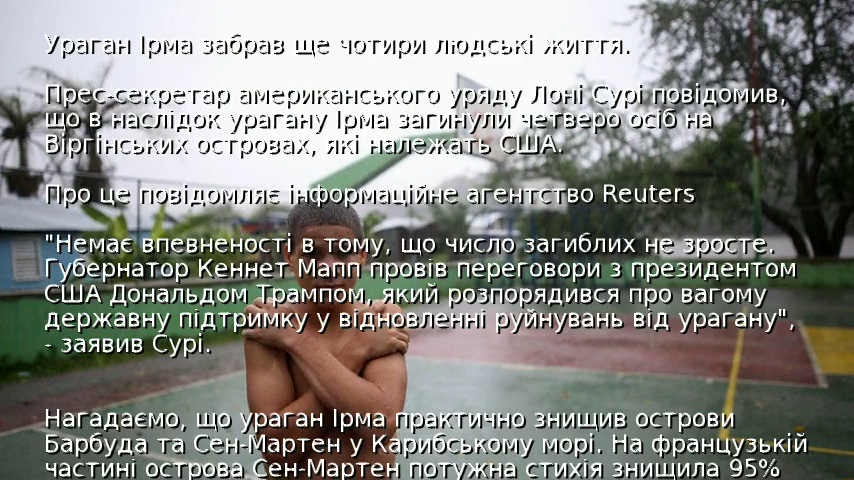 Ураган Ірма забрав ще чотири людські життя.
Прес-секретар американського уряду Лоні Сурі повідомив,
що в наслідок урагану Ірма загинули четверо осіб на
Віргінських островах, які належать США.
Про це повідомляє інформаційне агентство Reuters
"Немає впевненості в тому, що число загиблих не зросте.
Губернатор Кеннет Мапп провів переговори з президентом
США Дональдом Трампом, який розпорядився про вагому
державну підтримку у відновленні руйнувань від урагану",
- заявив Сурі.
Нагадаємо, що ураган Ірма практично знищив острови
Барбуда та Сен-Мартен у Карибському морі. На французькій
частині острова Сен-Мартен потужна стихія знищила 95%